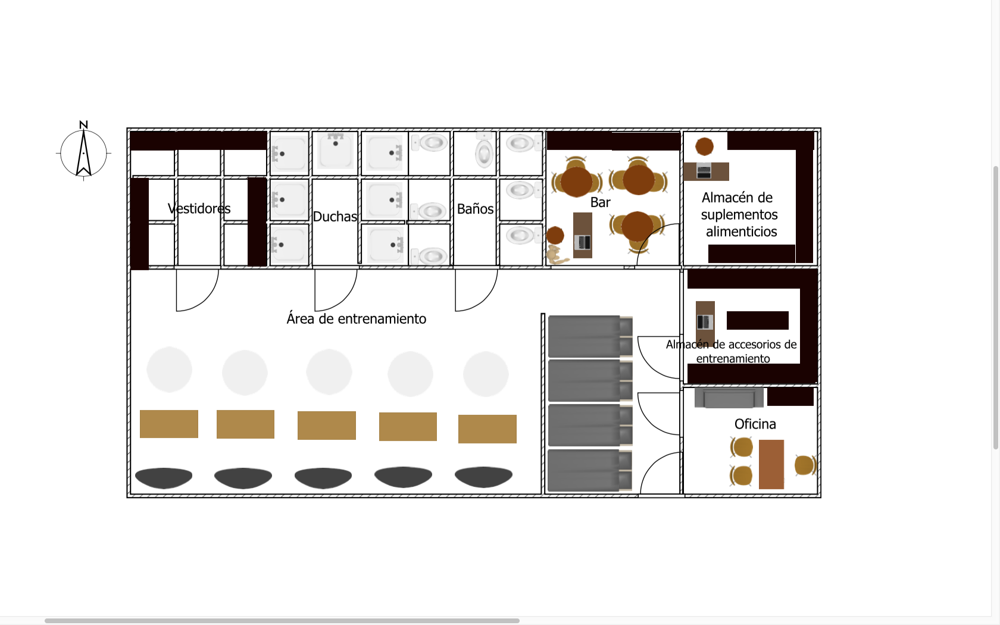 N
Vestidores
Duchas
Baños
Bar
Almacén de
suplementos
alimenticios
Área de entrenamiento
Almacén de accesorios de
entrenamiento
Oficina